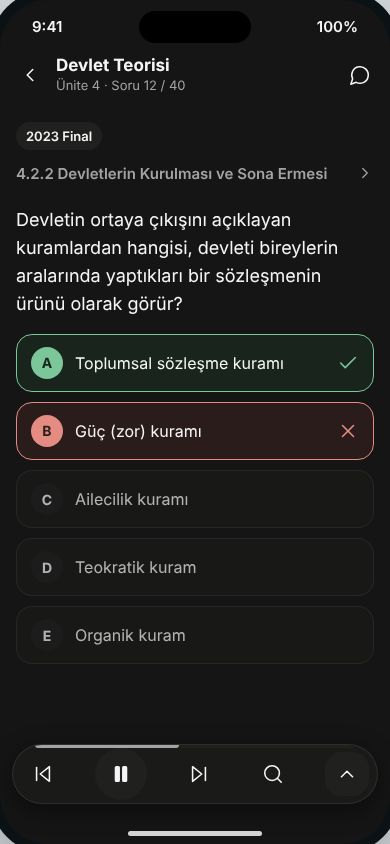 9:41
100%
Devlet Teorisi
Ünite 4 · Soru 12 / 40
2023 Final
4.2.2 Devletlerin Kurulması ve Sona Ermesi
Devletin ortaya çıkışını açıklayan
kuramlardan hangisi, devleti bireylerin
aralarında yaptıkları bir sözleşmenin
ürünü olarak görür?
A Toplumsal sözleşme kuramı
B Güç (zor) kuramı
C Ailecilik kuramı
D Teokratik kuram
E Organik kuram